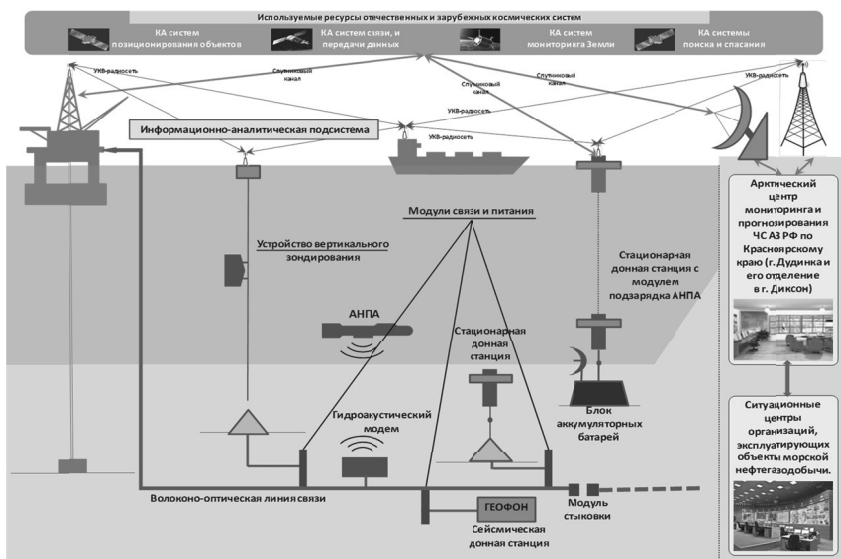 Используемые ресурсы отечественных и зарубежных космических систем
КА систем
позиционирования объектов
КА систем связи, и
передачи данных
КА систем
мониторинга Земли
КА системы
поиска и спасания
УКВ-радиосеть
Спутниковый
канал
Спутниковый
канал
Спутниковый
канал
УКВ-радиосеть
УКВ-радиосеть
УКВ-радиосеть
Информационно-аналитическая подсистема
Модули связи и питания
Устройство вертикального
зондирования
АНПА
Стационарная
донная
станция
Стационарная
донная станция с
модулем
подзарядка АНПА
Гидроакустический
модем
Блок
аккумуляторных
батарей
Волоконо-оптическая линия связи
ГЕОФОН
Сейсмическая
донная станция
Модуль
стыковки
Арктический
центр
мониторинга и
прогнозирования
ЧС АЗ РФ по
Красноярскому
краю (г. Дудинка и
его отделение
в г. Диксон)
Ситуационные
центры
организаций,
эксплуатирующих
объекты морской
нефтегазодобычи.